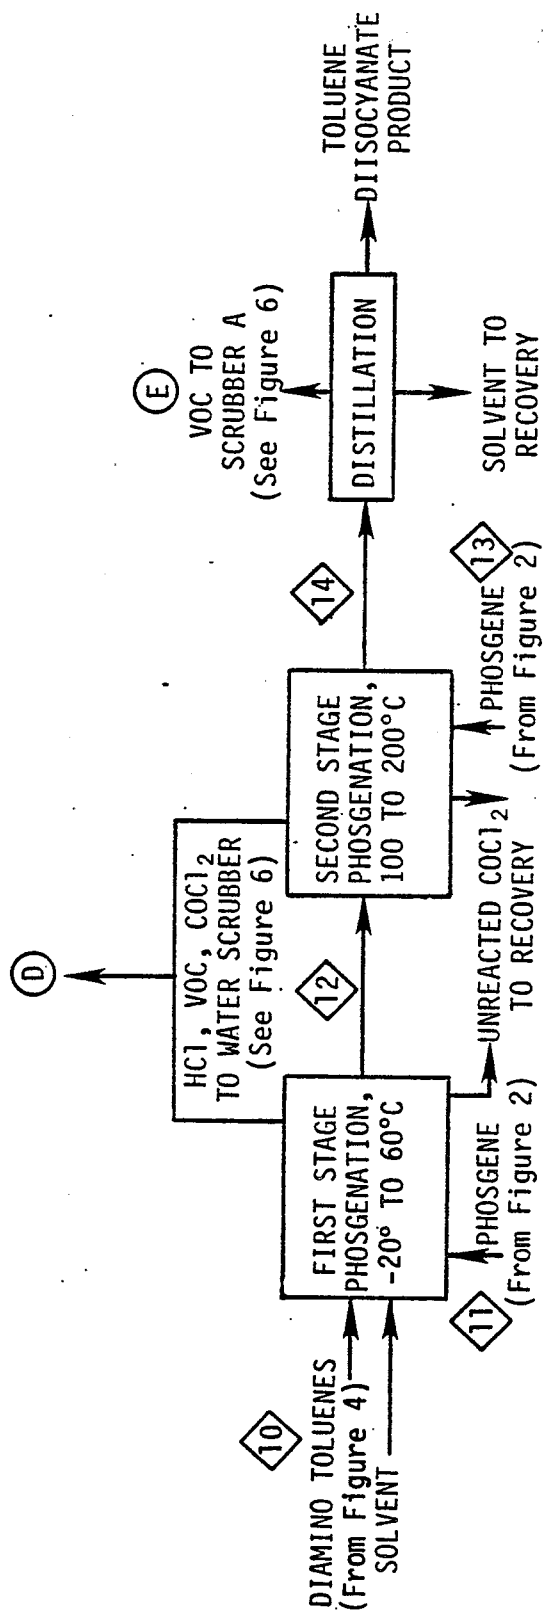 10
DIAMINO TOLUENES
(From Figure 4)
SOLVENT
FIRST STAGE
PHOSGENATION,
-20° TO 60°C
11
PHOSGENE
(From Figure 2)
D
HCl, VOC, COCl₂
TO WATER SCRUBBER
(See Figure 6)
12
UNREACTED COCl₂
TO RECOVERY
SECOND STAGE
PHOSGENATION,
100 TO 200°C
13
PHOSGENE
(From Figure 2)
14
E
VOC TO
SCRUBBER A
(See Figure 6)
DISTILLATION
SOLVENT TO
RECOVERY
TOLUENE
DIISOCYANATE
PRODUCT